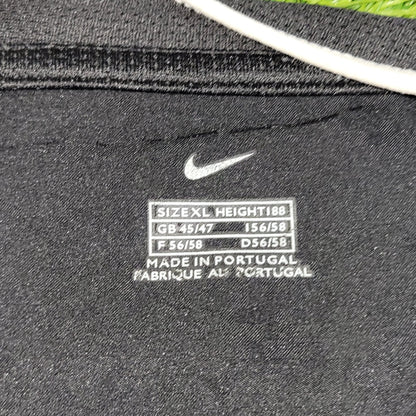 SIZE XL HEIGHT 188
GB 45/47 I 56/58
F 56/58 D 56/58
MADE IN PORTUGAL
FABRIQUE AU PORTUGAL